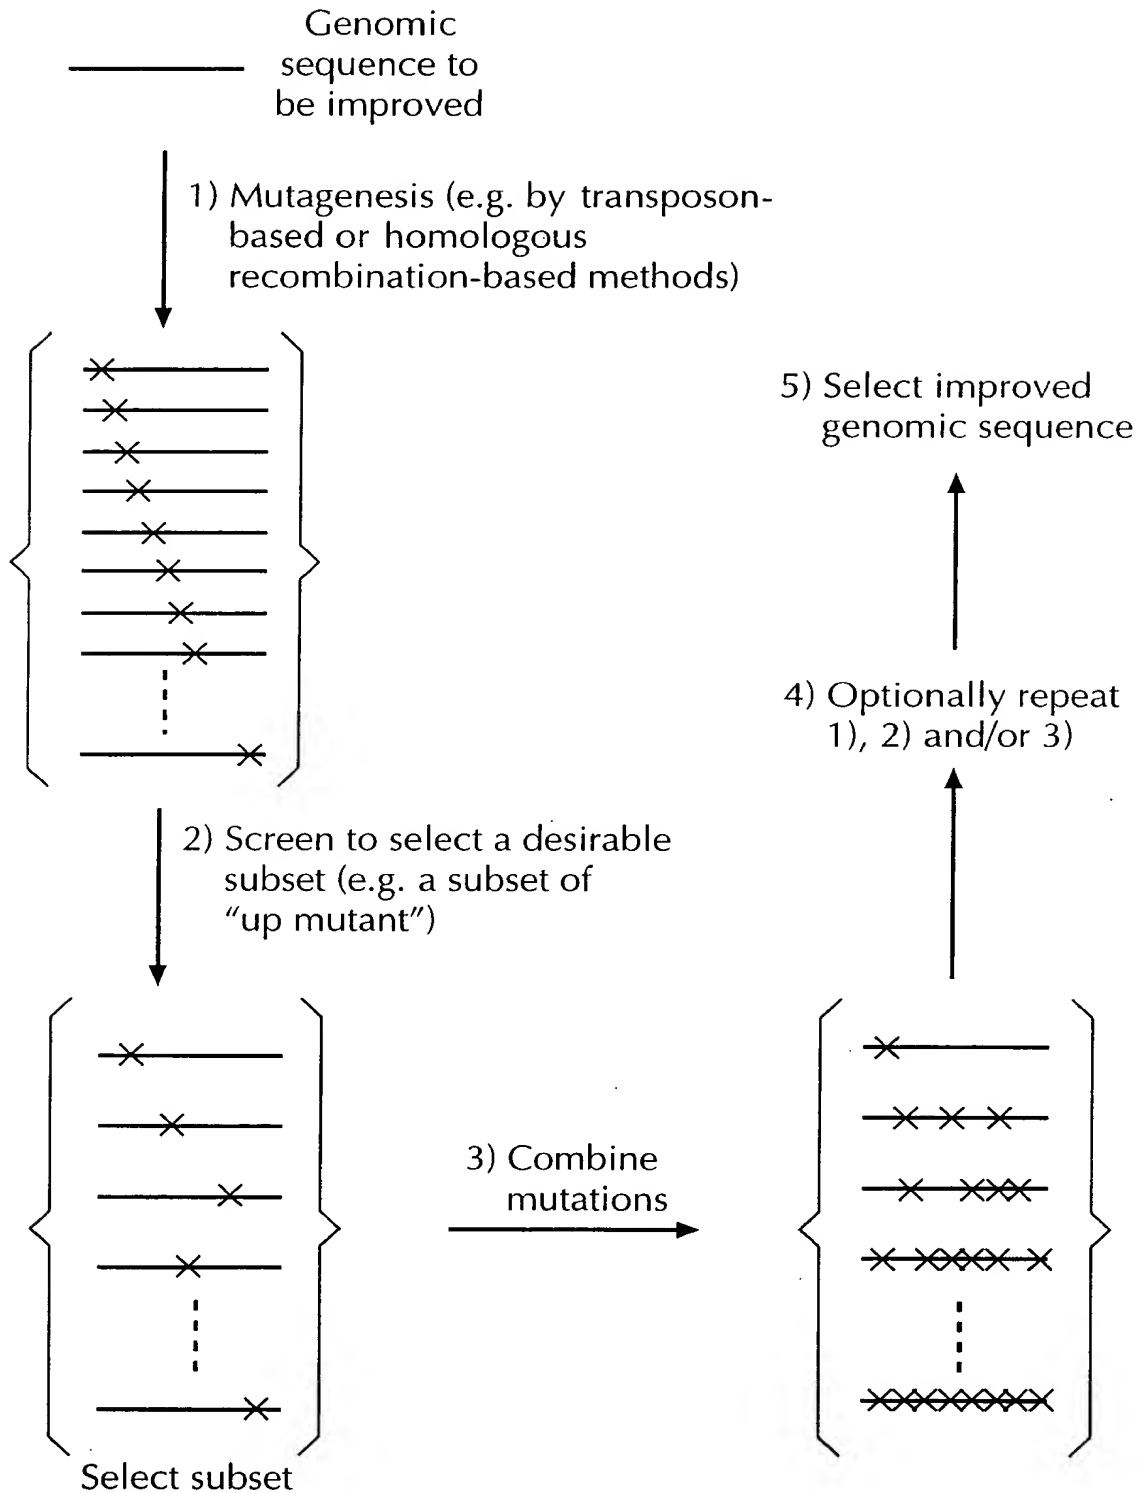 Genomic
sequence to
be improved
1) Mutagenesis (e.g. by transposon-
based or homologous
recombination-based methods)
2) Screen to select a desirable
subset (e.g. a subset of
“up mutant”)
Select subset
3) Combine
mutations
4) Optionally repeat
1), 2) and/or 3)
5) Select improved
genomic sequence